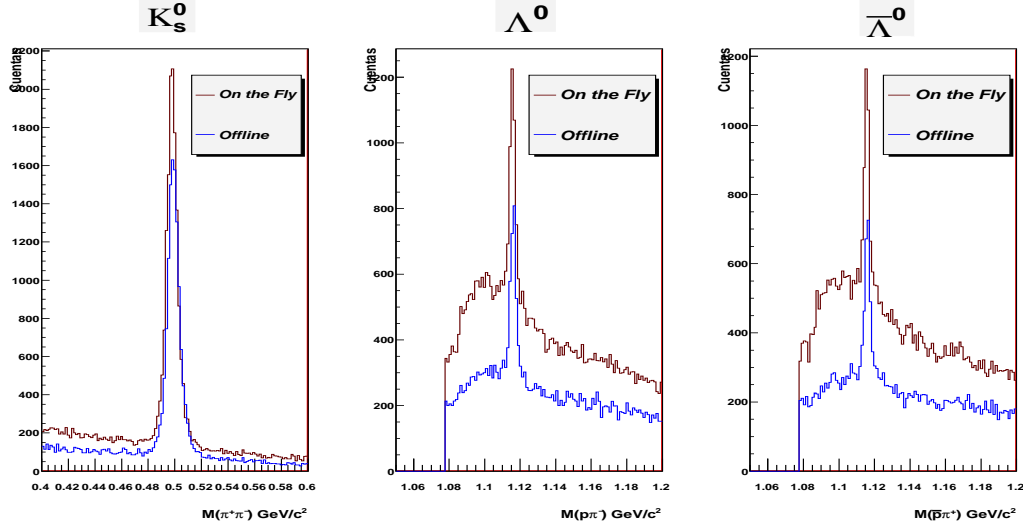 K⁰ₛ
Cuentas
2200
2000
1800
1600
1400
1200
1000
800
600
400
200
0
On the Fly
Offline
0.4 0.42 0.44 0.46 0.48 0.5 0.52 0.54 0.56 0.58 0.6
M(π⁺π⁻) GeV/c²
Λ⁰
Cuentas
1200
1000
800
600
400
200
0
On the Fly
Offline
1.06 1.08 1.1 1.12 1.14 1.16 1.18 1.2
M(pπ⁻) GeV/c²
Λ̅⁰
Cuentas
1200
1000
800
600
400
200
0
On the Fly
Offline
1.06 1.08 1.1 1.12 1.14 1.16 1.18 1.2
M(p̅π⁺) GeV/c²